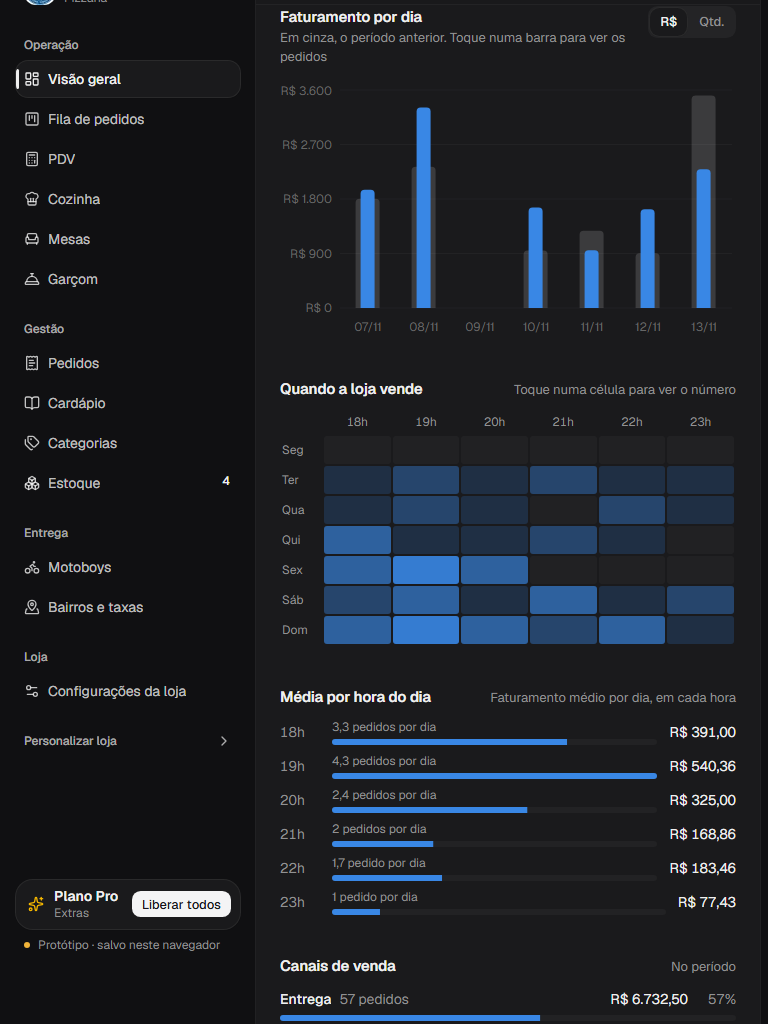 Operação
Visão geral
Fila de pedidos
PDV
Cozinha
Mesas
Garçom
Gestão
Pedidos
Cardápio
Categorias
Estoque 4
Entrega
Motoboys
Bairros e taxas
Loja
Configurações da loja
Personalizar loja
Plano Pro
Extras
Liberar todos
Protótipo · salvo neste navegador
Faturamento por dia
R$ Qtd.
Em cinza, o período anterior. Toque numa barra para ver os
pedidos
R$ 3.600
R$ 2.700
R$ 1.800
R$ 900
R$ 0
07/11 08/11 09/11 10/11 11/11 12/11 13/11
Quando a loja vende Toque numa célula para ver o número
18h 19h 20h 21h 22h 23h
Seg
Ter
Qua
Qui
Sex
Sáb
Dom
Média por hora do dia Faturamento médio por dia, em cada hora
18h 3,3 pedidos por dia R$ 391,00
19h 4,3 pedidos por dia R$ 540,36
20h 2,4 pedidos por dia R$ 325,00
21h 2 pedidos por dia R$ 168,86
22h 1,7 pedido por dia R$ 183,46
23h 1 pedido por dia R$ 77,43
Canais de venda No período
Entrega 57 pedidos R$ 6.732,50 57%